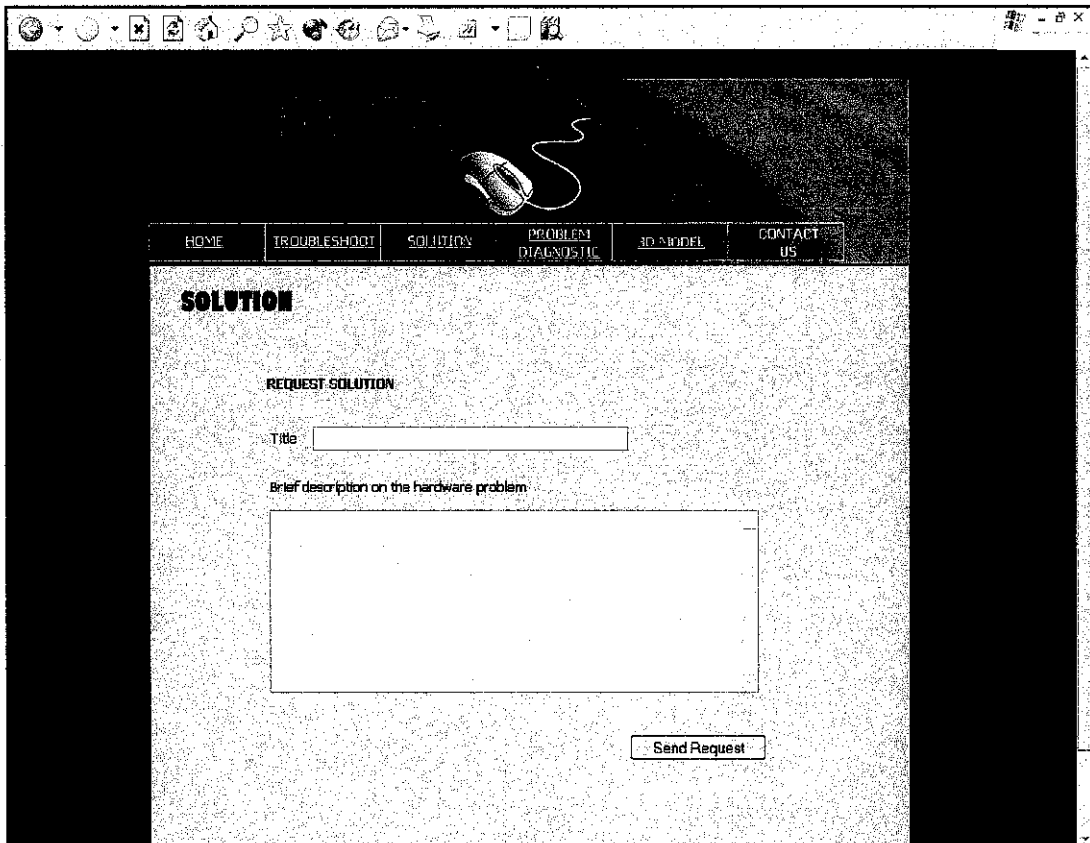 HOME
TROUBLESHOOT
SOLUTION
PROBLEM
DIAGNOSTIC
3D MODEL
CONTACT
US
SOLUTION
REQUEST SOLUTION
Title
Brief description on the hardware problem
Send Request